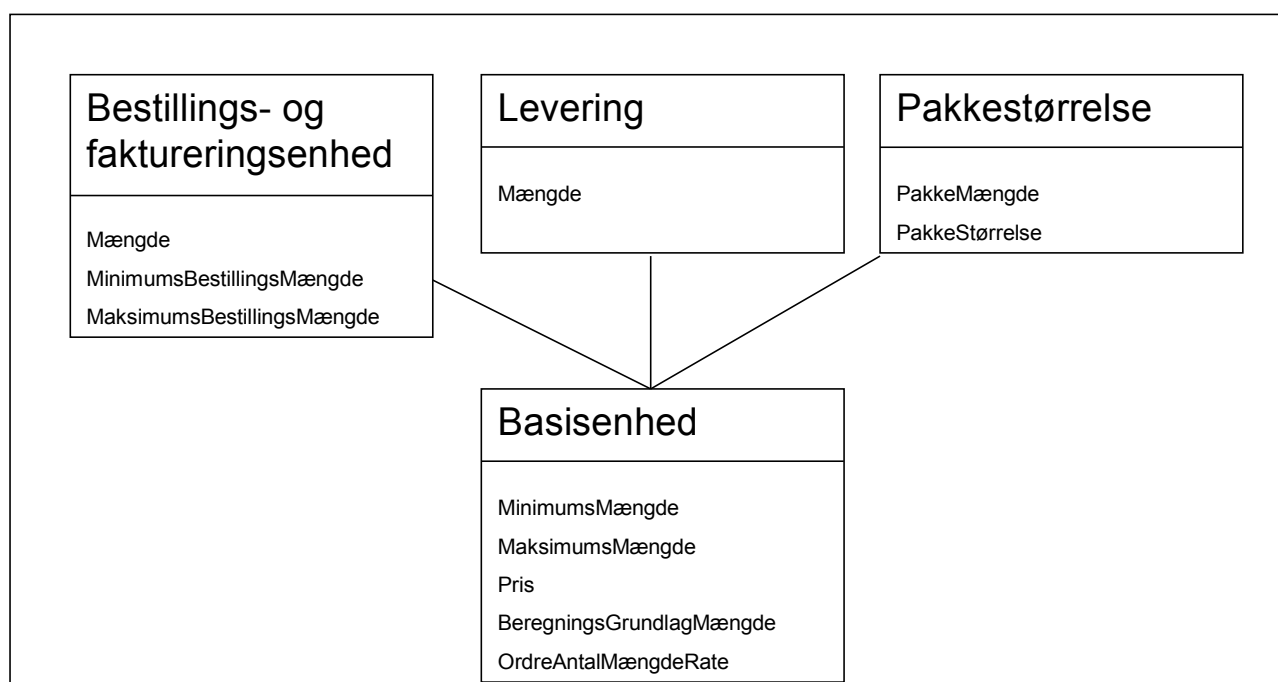 Bestillings- og
faktureringsenhed
Mængde
MinimumsBestillingsMængde
MaksimumsBestillingsMængde
Levering
Mængde
Pakkestørrelse
PakkeMængde
PakkeStørrelse
Basisenhed
MinimumsMængde
MaksimumsMængde
Pris
BeregningsGrundlagMængde
OrdreAntalMængdeRate